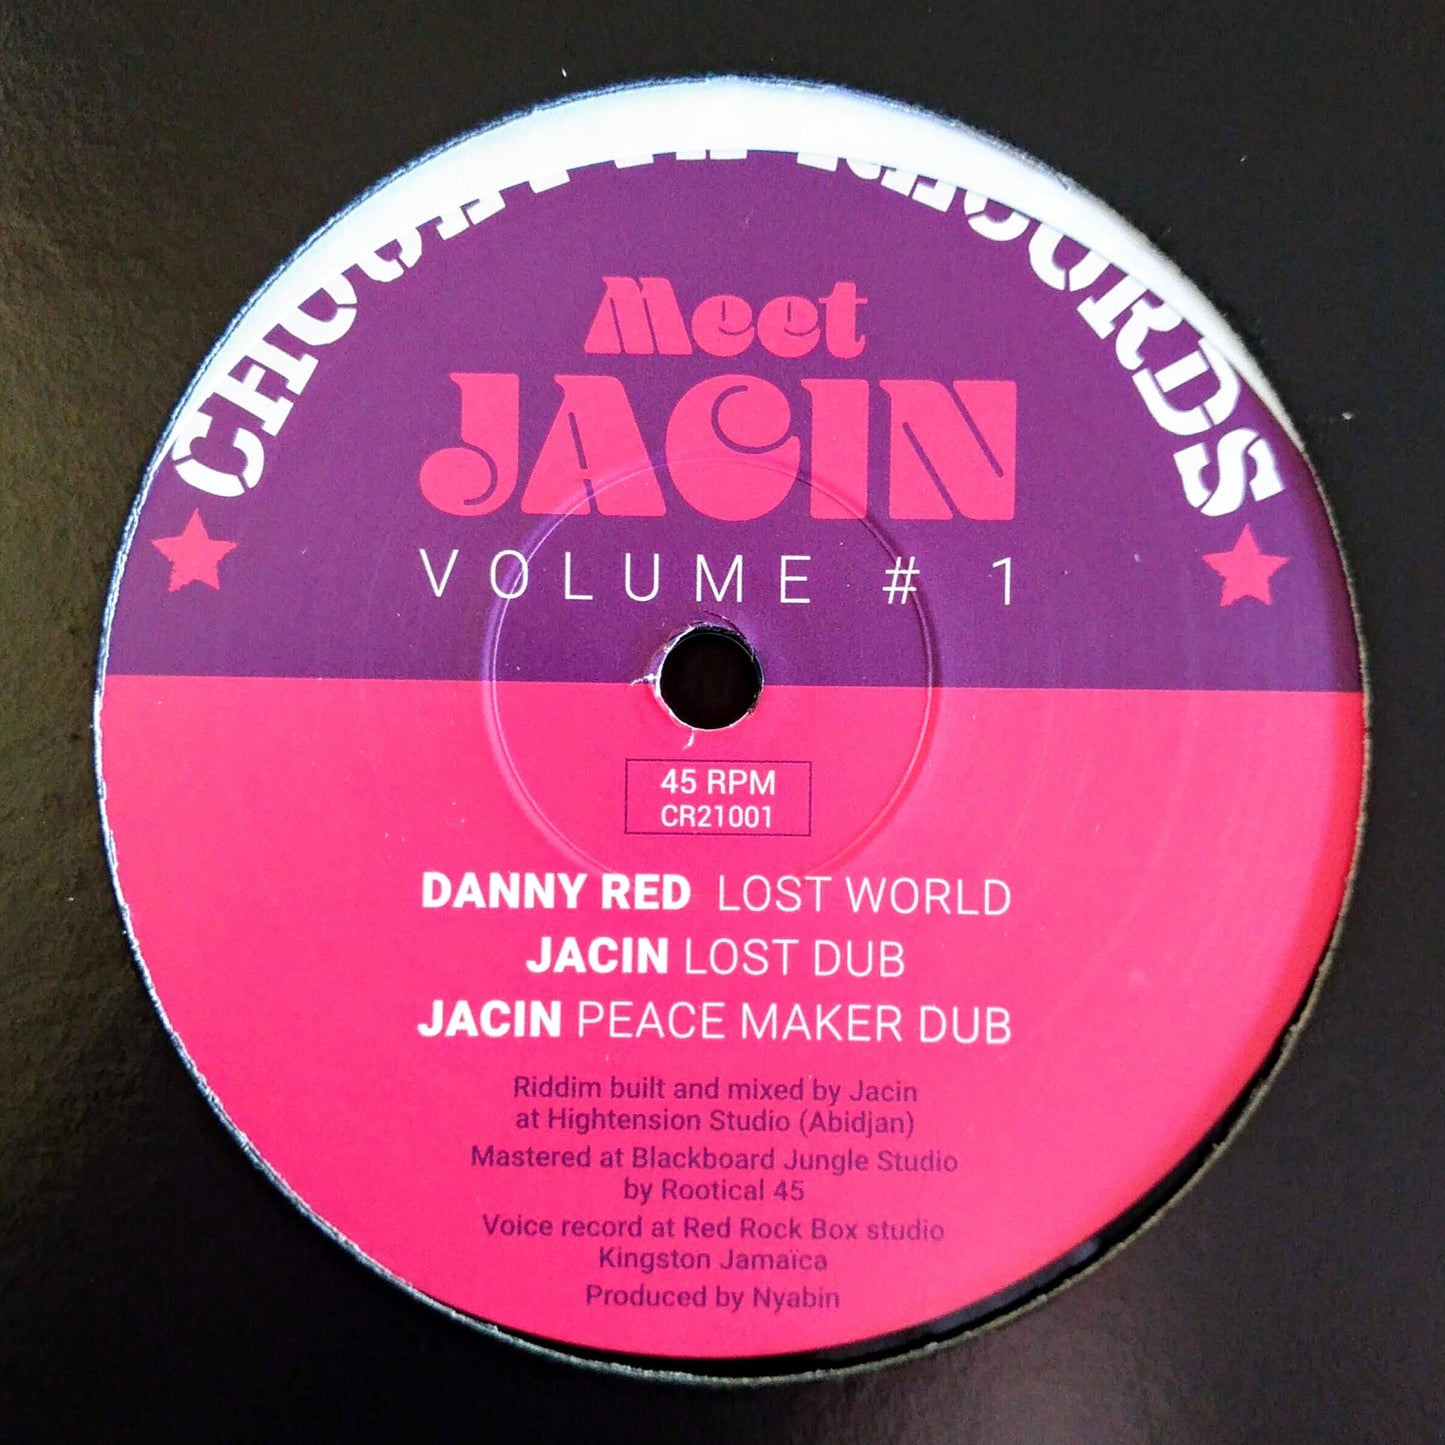 RECORDS
Meet
JACIN
VOLUME # 1
45 RPM
CR21001
DANNY RED LOST WORLD
JACIN LOST DUB
JACIN PEACE MAKER DUB
Riddim built and mixed by Jacin
at Hightension Studio (Abidjan)
Mastered at Blackboard Jungle Studio
by Rootical 45
Voice record at Red Rock Box studio
Kingston Jamaïca
Produced by Nyabin